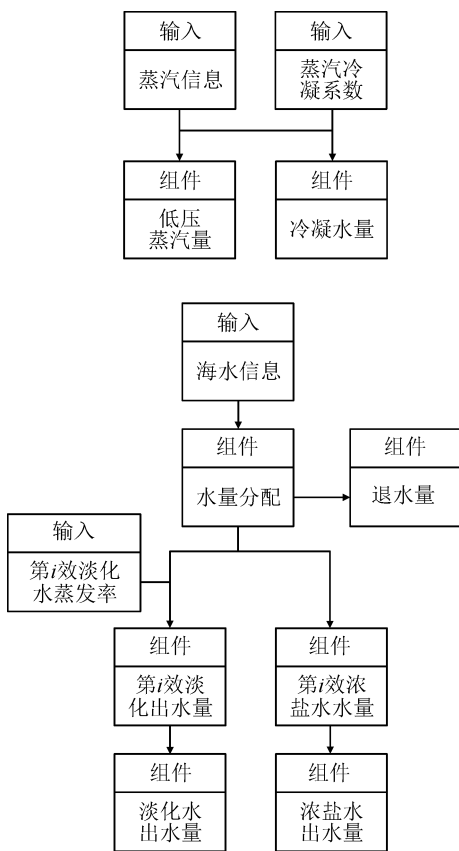 输入
蒸汽信息
输入
蒸汽冷
凝系数
组件
低压
蒸汽量
组件
冷凝水量
输入
海水信息
组件
水量分配
组件
退水量
输入
第i效淡化
水蒸发率
组件
第i效淡
化出水量
组件
第i效浓
盐水水量
组件
淡化水
出水量
组件
浓盐水
出水量